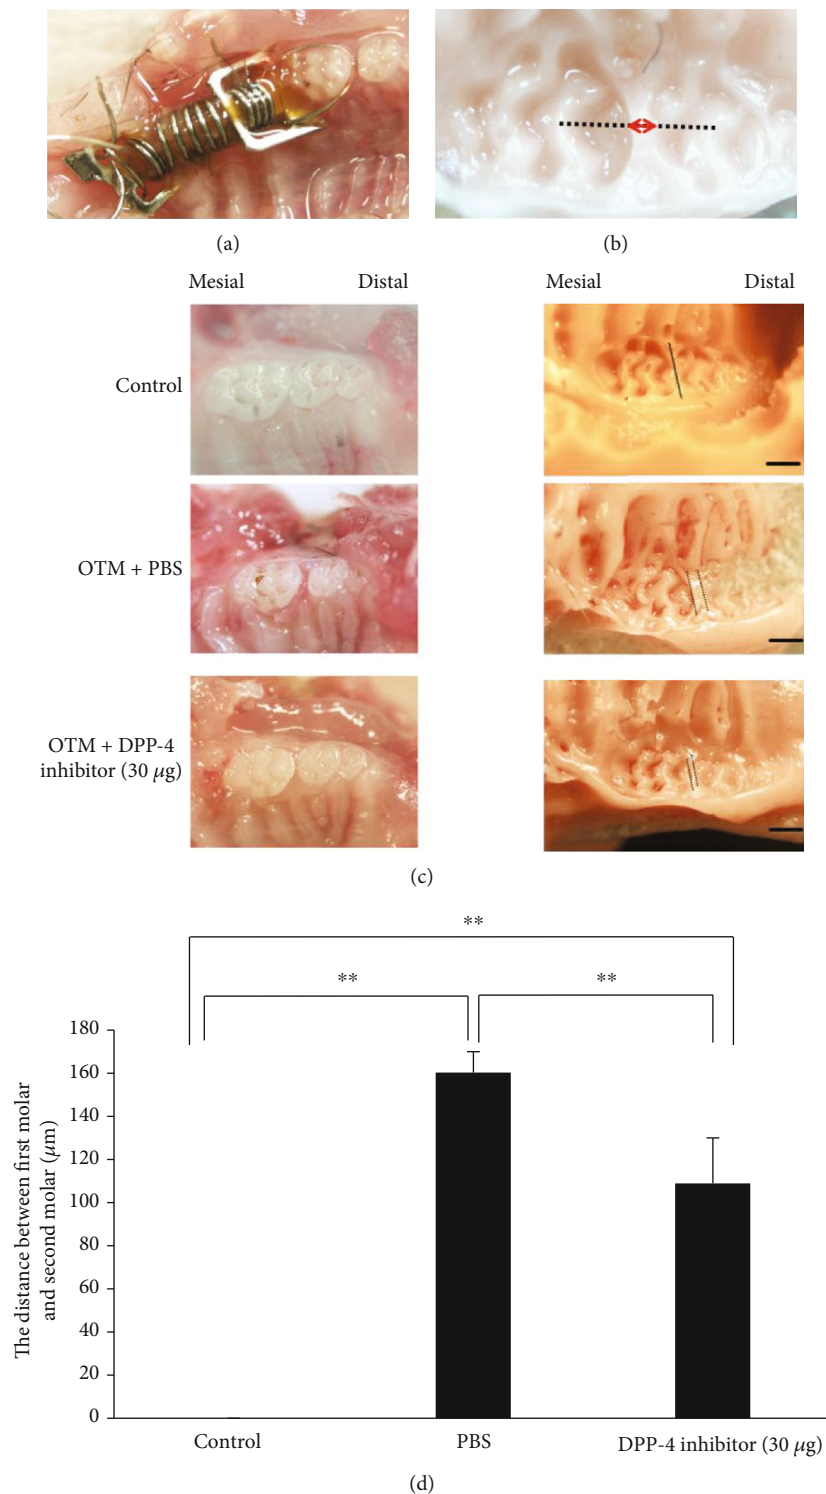 (a)
(b)
Mesial Distal Mesial Distal
Control
OTM + PBS
OTM + DPP-4
inhibitor (30 μg)
(c)
**
** **
The distance between first molar
and second molar (μm)
180
160
140
120
100
80
60
40
20
0
Control PBS DPP-4 inhibitor (30 μg)
(d)